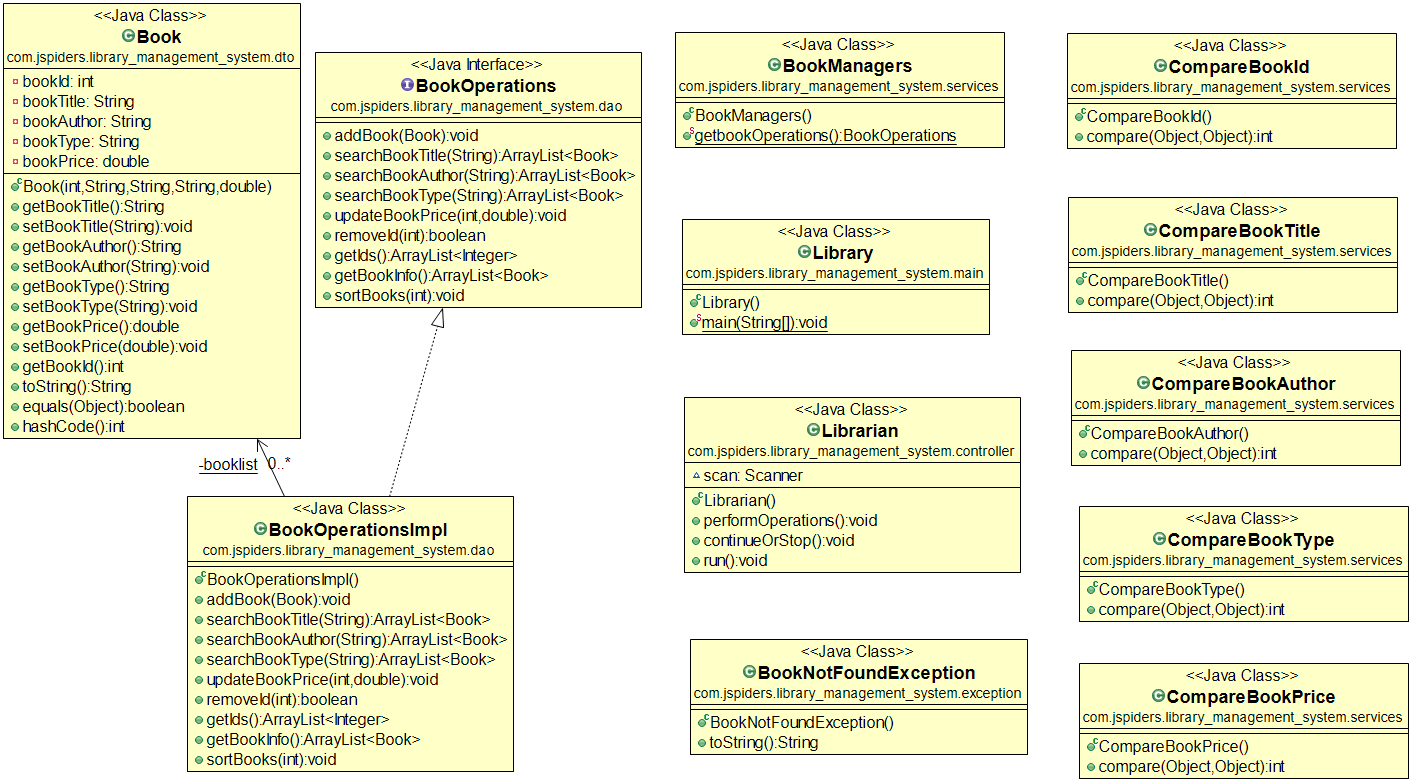 <<Java Class>>
Book
com.jspiders.library_management_system.dto
bookId: int
bookTitle: String
bookAuthor: String
bookType: String
bookPrice: double
Book(int,String,String,String,double)
getBookTitle():String
setBookTitle(String):void
getBookAuthor():String
setBookAuthor(String):void
getBookType():String
setBookType(String):void
getBookPrice():double
setBookPrice(double):void
getBookId():int
toString():String
equals(Object):boolean
hashCode():int
-booklist 0..*
<<Java Interface>>
BookOperations
com.jspiders.library_management_system.dao
addBook(Book):void
searchBookTitle(String):ArrayList<Book>
searchBookAuthor(String):ArrayList<Book>
searchBookType(String):ArrayList<Book>
updateBookPrice(int,double):void
removeId(int):boolean
getIds():ArrayList<Integer>
getBookInfo():ArrayList<Book>
sortBooks(int):void
<<Java Class>>
BookOperationsImpl
com.jspiders.library_management_system.dao
BookOperationsImpl()
addBook(Book):void
searchBookTitle(String):ArrayList<Book>
searchBookAuthor(String):ArrayList<Book>
searchBookType(String):ArrayList<Book>
updateBookPrice(int,double):void
removeId(int):boolean
getIds():ArrayList<Integer>
getBookInfo():ArrayList<Book>
sortBooks(int):void
<<Java Class>>
BookManagers
com.jspiders.library_management_system.services
BookManagers()
getbookOperations():BookOperations
<<Java Class>>
Library
com.jspiders.library_management_system.main
Library()
main(String[]):void
<<Java Class>>
Librarian
com.jspiders.library_management_system.controller
scan: Scanner
Librarian()
performOperations():void
continueOrStop():void
run():void
<<Java Class>>
BookNotFoundException
com.jspiders.library_management_system.exception
BookNotFoundException()
toString():String
<<Java Class>>
CompareBookId
com.jspiders.library_management_system.services
CompareBookId()
compare(Object,Object):int
<<Java Class>>
CompareBookTitle
com.jspiders.library_management_system.services
CompareBookTitle()
compare(Object,Object):int
<<Java Class>>
CompareBookAuthor
com.jspiders.library_management_system.services
CompareBookAuthor()
compare(Object,Object):int
<<Java Class>>
CompareBookType
com.jspiders.library_management_system.services
CompareBookType()
compare(Object,Object):int
<<Java Class>>
CompareBookPrice
com.jspiders.library_management_system.services
CompareBookPrice()
compare(Object,Object):int